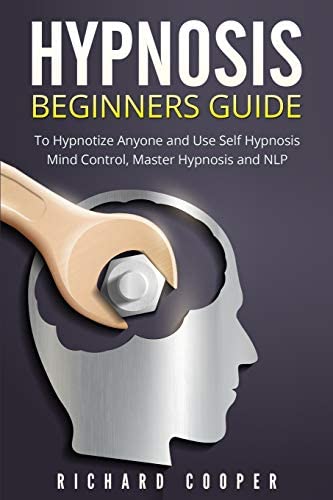 HYPNOSIS
BEGINNERS GUIDE
To Hypnotize Anyone and Use Self Hypnosis
Mind Control, Master Hypnosis and NLP
RICHARD COOPER